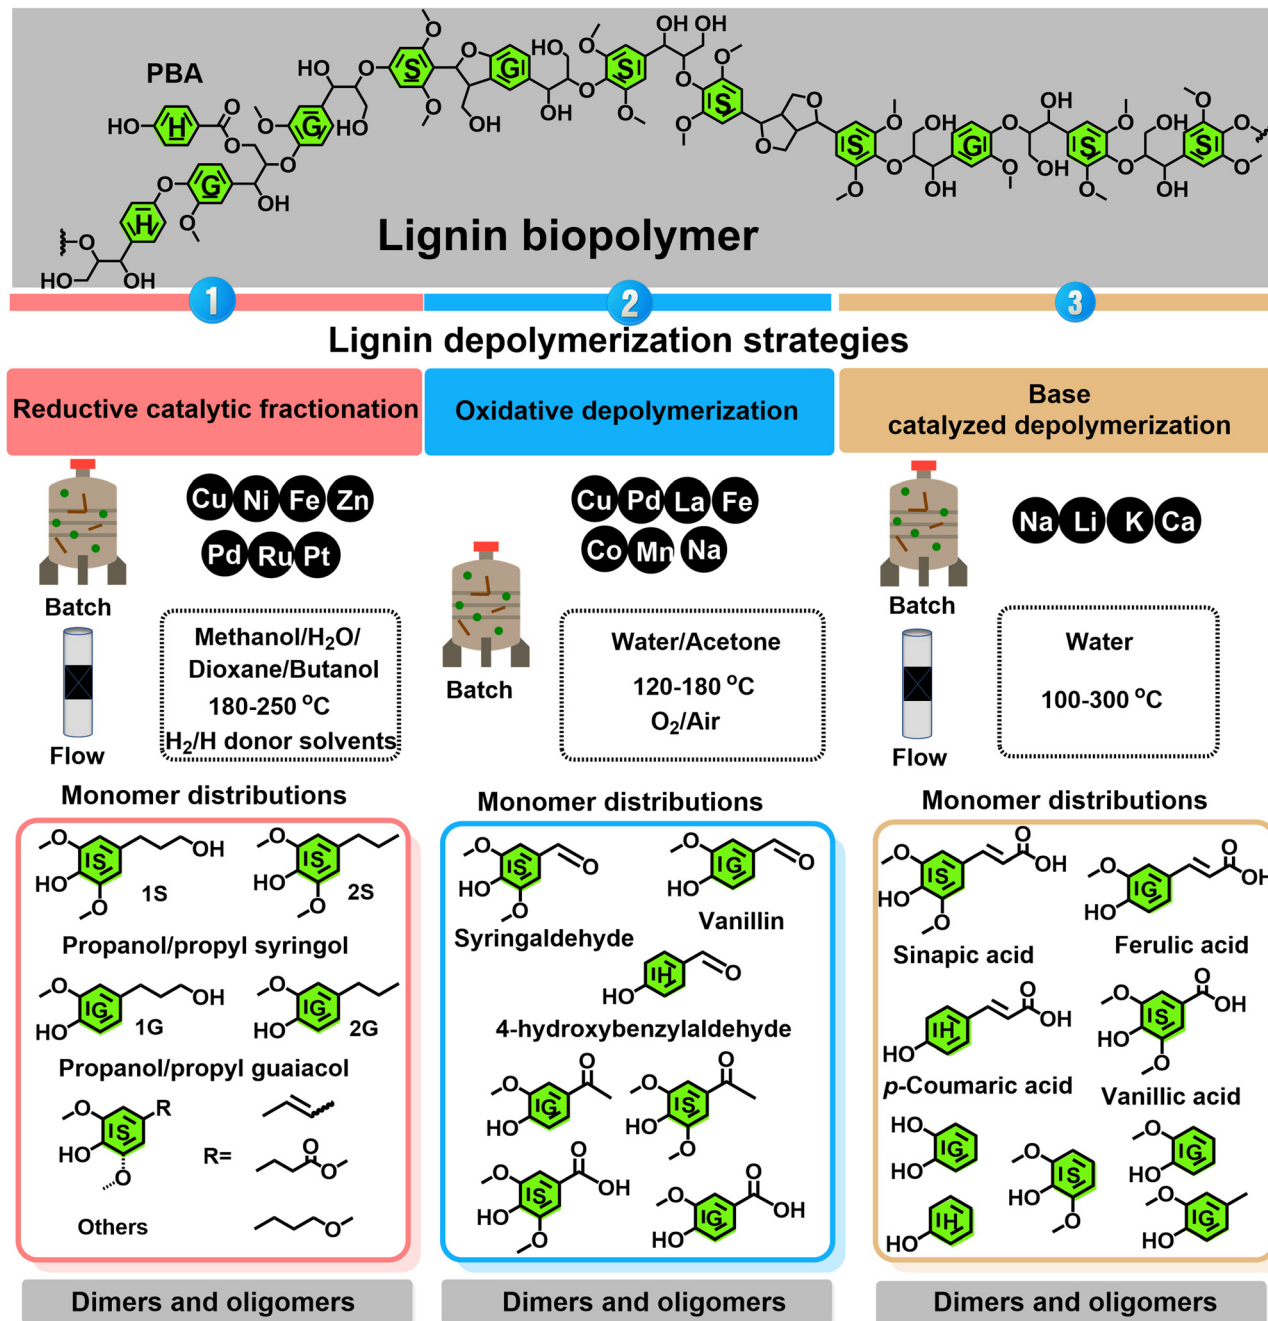 PBA
Lignin biopolymer
1 2 3
Lignin depolymerization strategies
Reductive catalytic fractionation
Cu Ni Fe Zn
Pd Ru Pt
Batch
Flow
Methanol/H2O/
Dioxane/Butanol
180-250 °C
H2/H donor solvents
Monomer distributions
1S
2S
Propanol/propyl syringol
1G
2G
Propanol/propyl guaiacol
R
R=
Others
Dimers and oligomers
Oxidative depolymerization
Cu Pd La Fe
Co Mn Na
Batch
Water/Acetone
120-180 °C
O2/Air
Monomer distributions
Syringaldehyde
Vanillin
4-hydroxybenzylaldehyde
Dimers and oligomers
Base
catalyzed depolymerization
Na Li K Ca
Batch
Flow
Water
100-300 °C
Monomer distributions
Sinapic acid
Ferulic acid
p-Coumaric acid
Vanillic acid
Dimers and oligomers